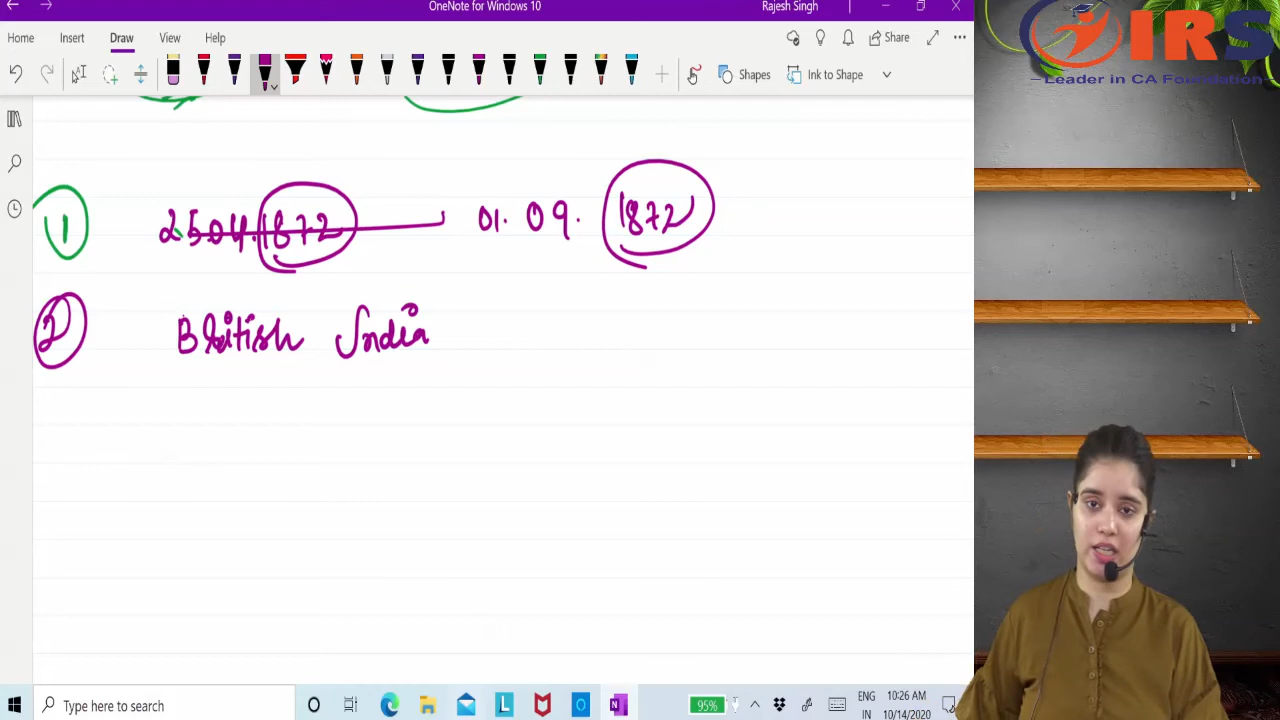 OneNote for Windows 10
Rajesh Singh
Home Insert Draw View Help
Share
Shapes
Ink to Shape
IRS
Leader in CA Foundation
1 2504.1872 01.09.1872
2 British India
Type here to search
95%
ENG
IN
10:26 AM
10/14/2020